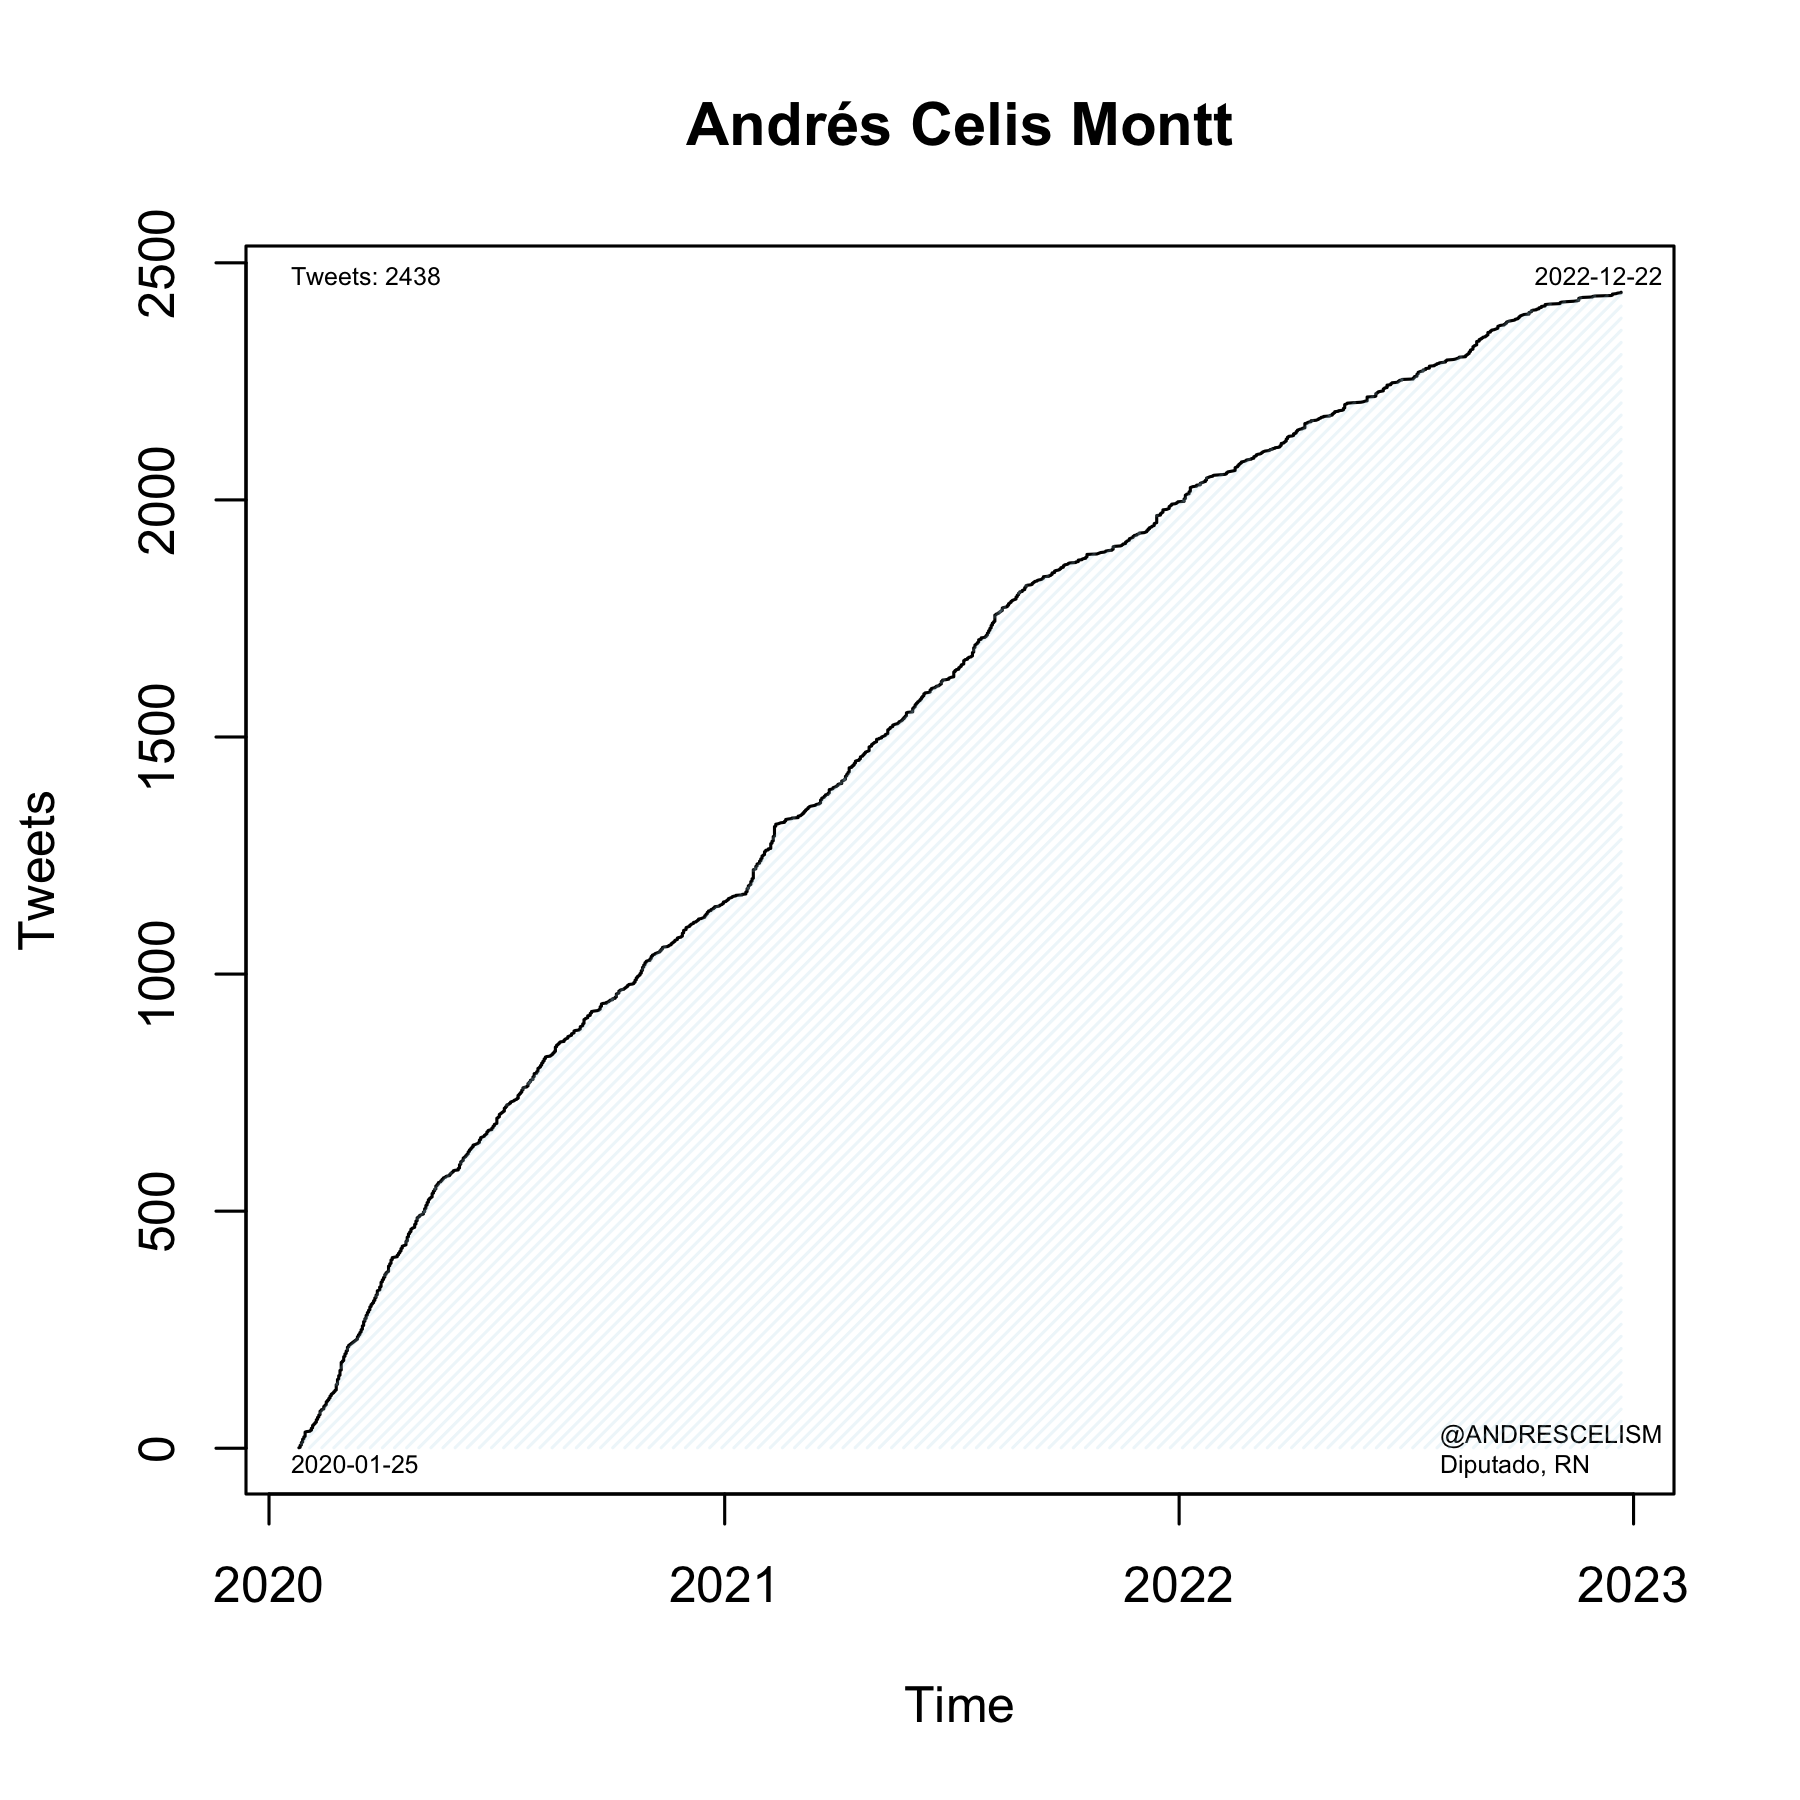 Andrés Celis Montt
Tweets: 2438
2022-12-22
2500
2000
1500
1000
500
0
Tweets
@ANDRESCELISM
2020-01-25
Diputado, RN
2020
2021
2022
2023
Time